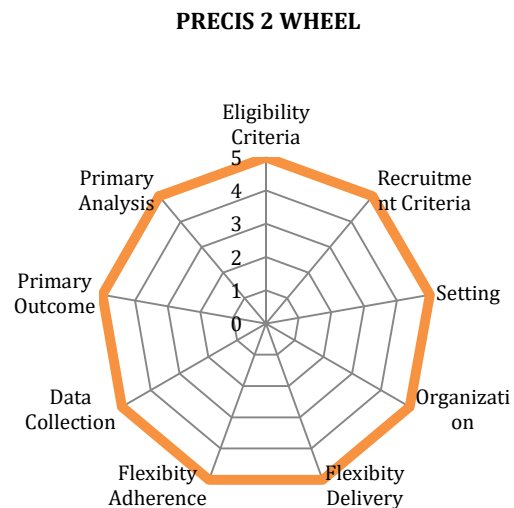 PRECIS 2 WHEEL
Eligibility
Criteria
5
4
3
2
1
0
Recruitme
nt Criteria
Setting
Organizati
on
Flexibity
Delivery
Flexibity
Adherence
Data
Collection
Primary
Outcome
Primary
Analysis